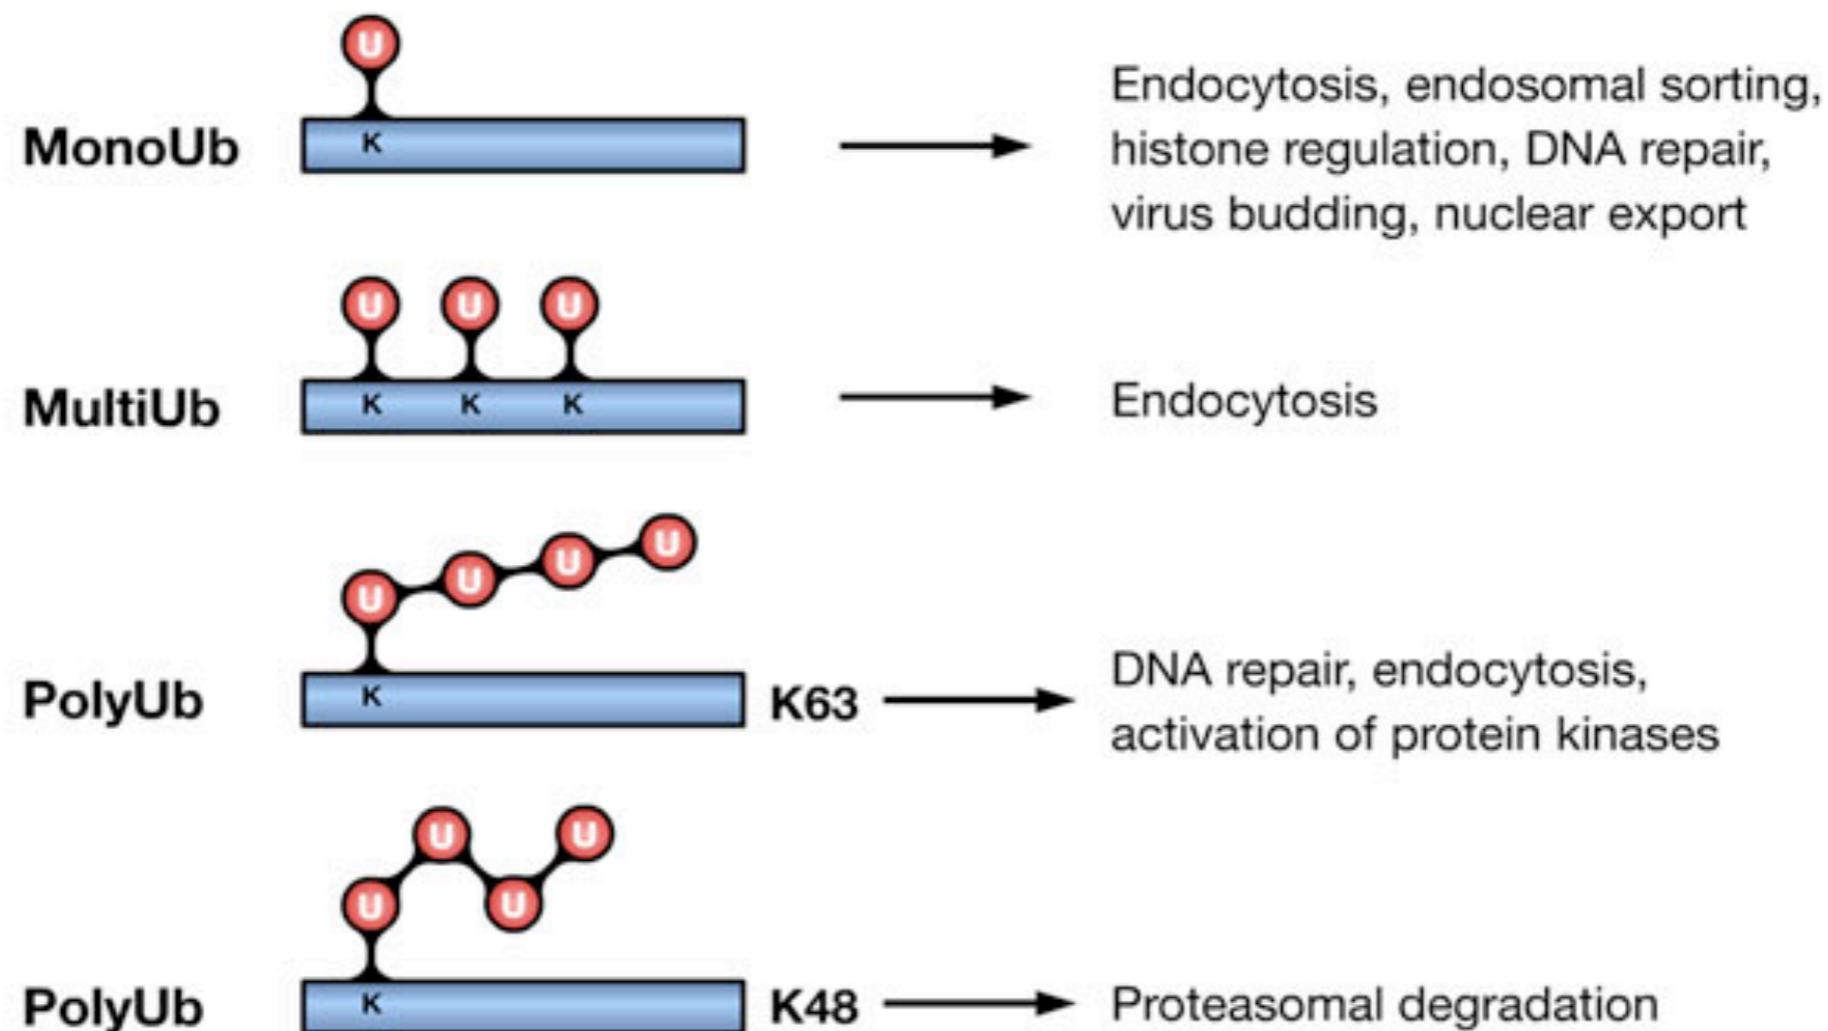 U
Endocytosis, endosomal sorting,
MonoUb K histone regulation, DNA repair,
virus budding, nuclear export
U U U
MultiUb K K K Endocytosis
U U U U
DNA repair, endocytosis,
PolyUb K K63 activation of protein kinases
U U U U
PolyUb K K48 Proteasomal degradation